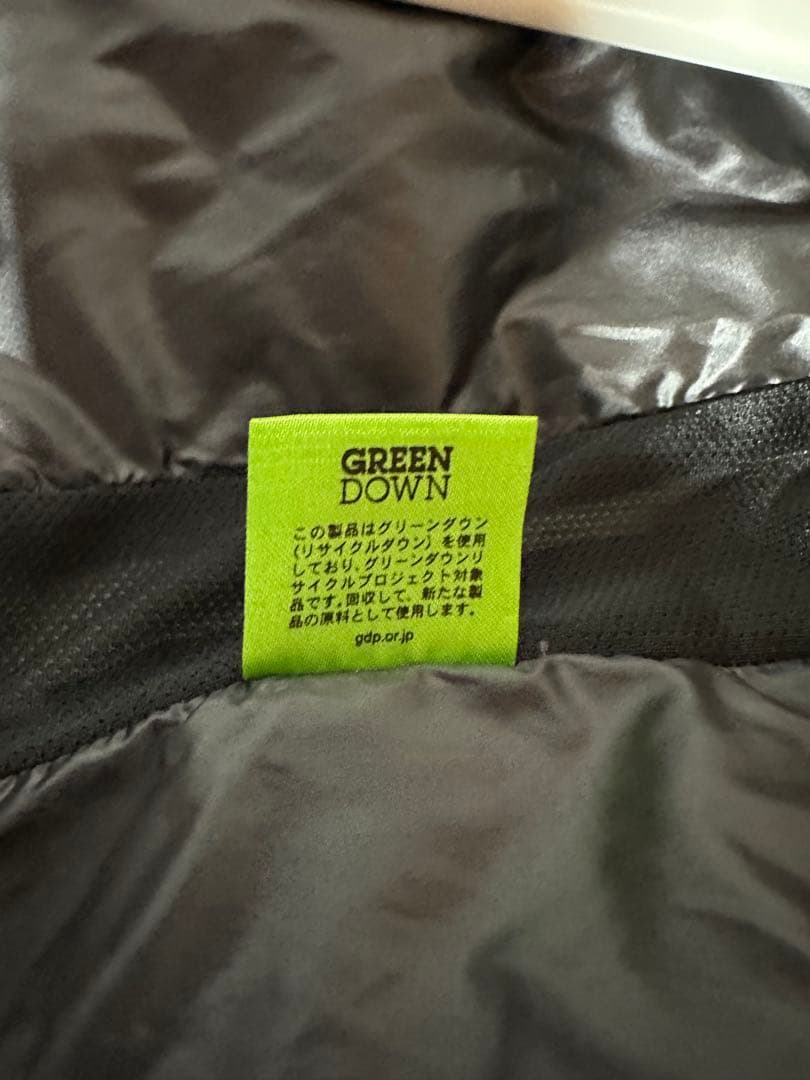 GREEN
DOWN
この製品はグリーンダウン
(リサイクルダウン)を使用
しており、グリーンダウンリ
サイクルプロジェクト対象
品です。回収して、新たな製
品の原料として使用します。
gdp.or.jp